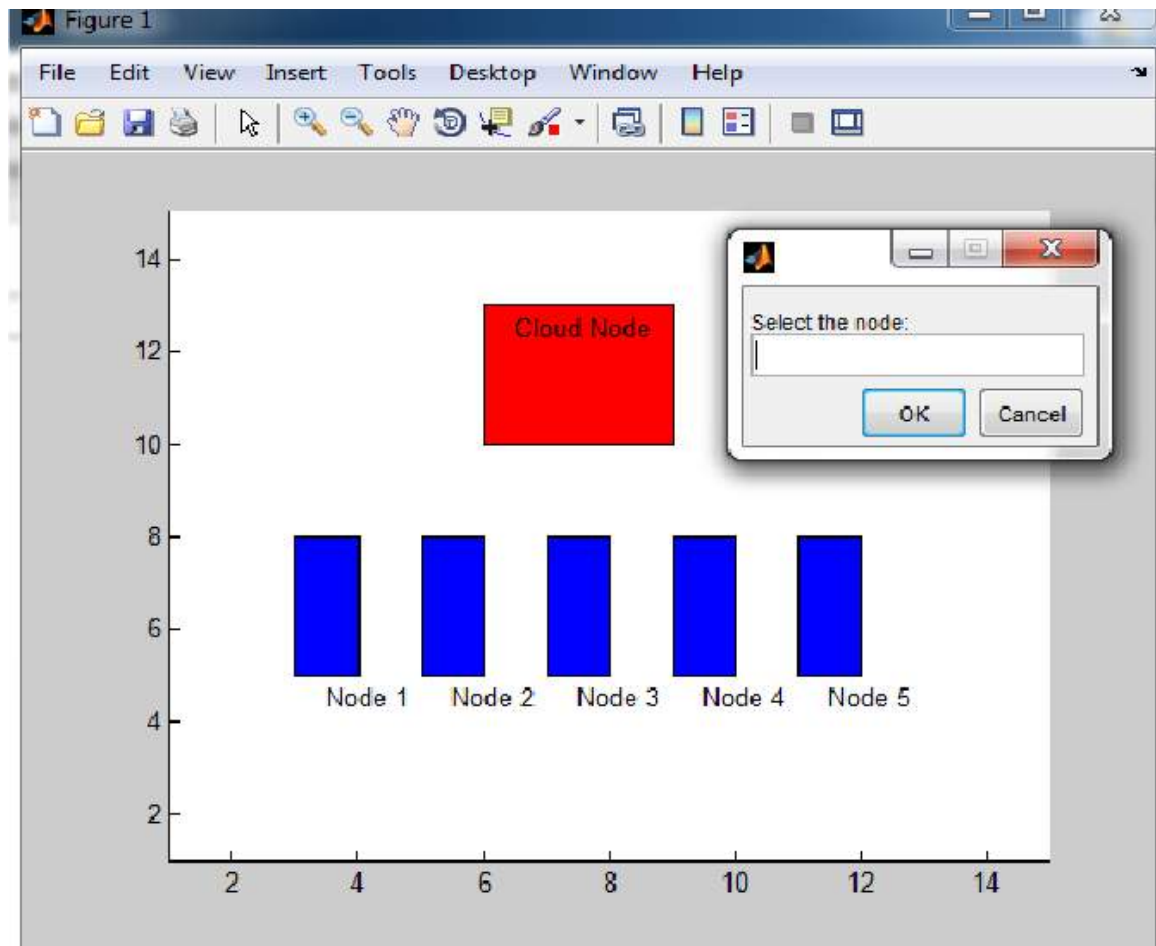 Figure 1
File Edit View Insert Tools Desktop Window Help
14
12
10
8
6
4
2
Cloud Node
Select the node:
OK Cancel
Node 1 Node 2 Node 3 Node 4 Node 5
2 4 6 8 10 12 14